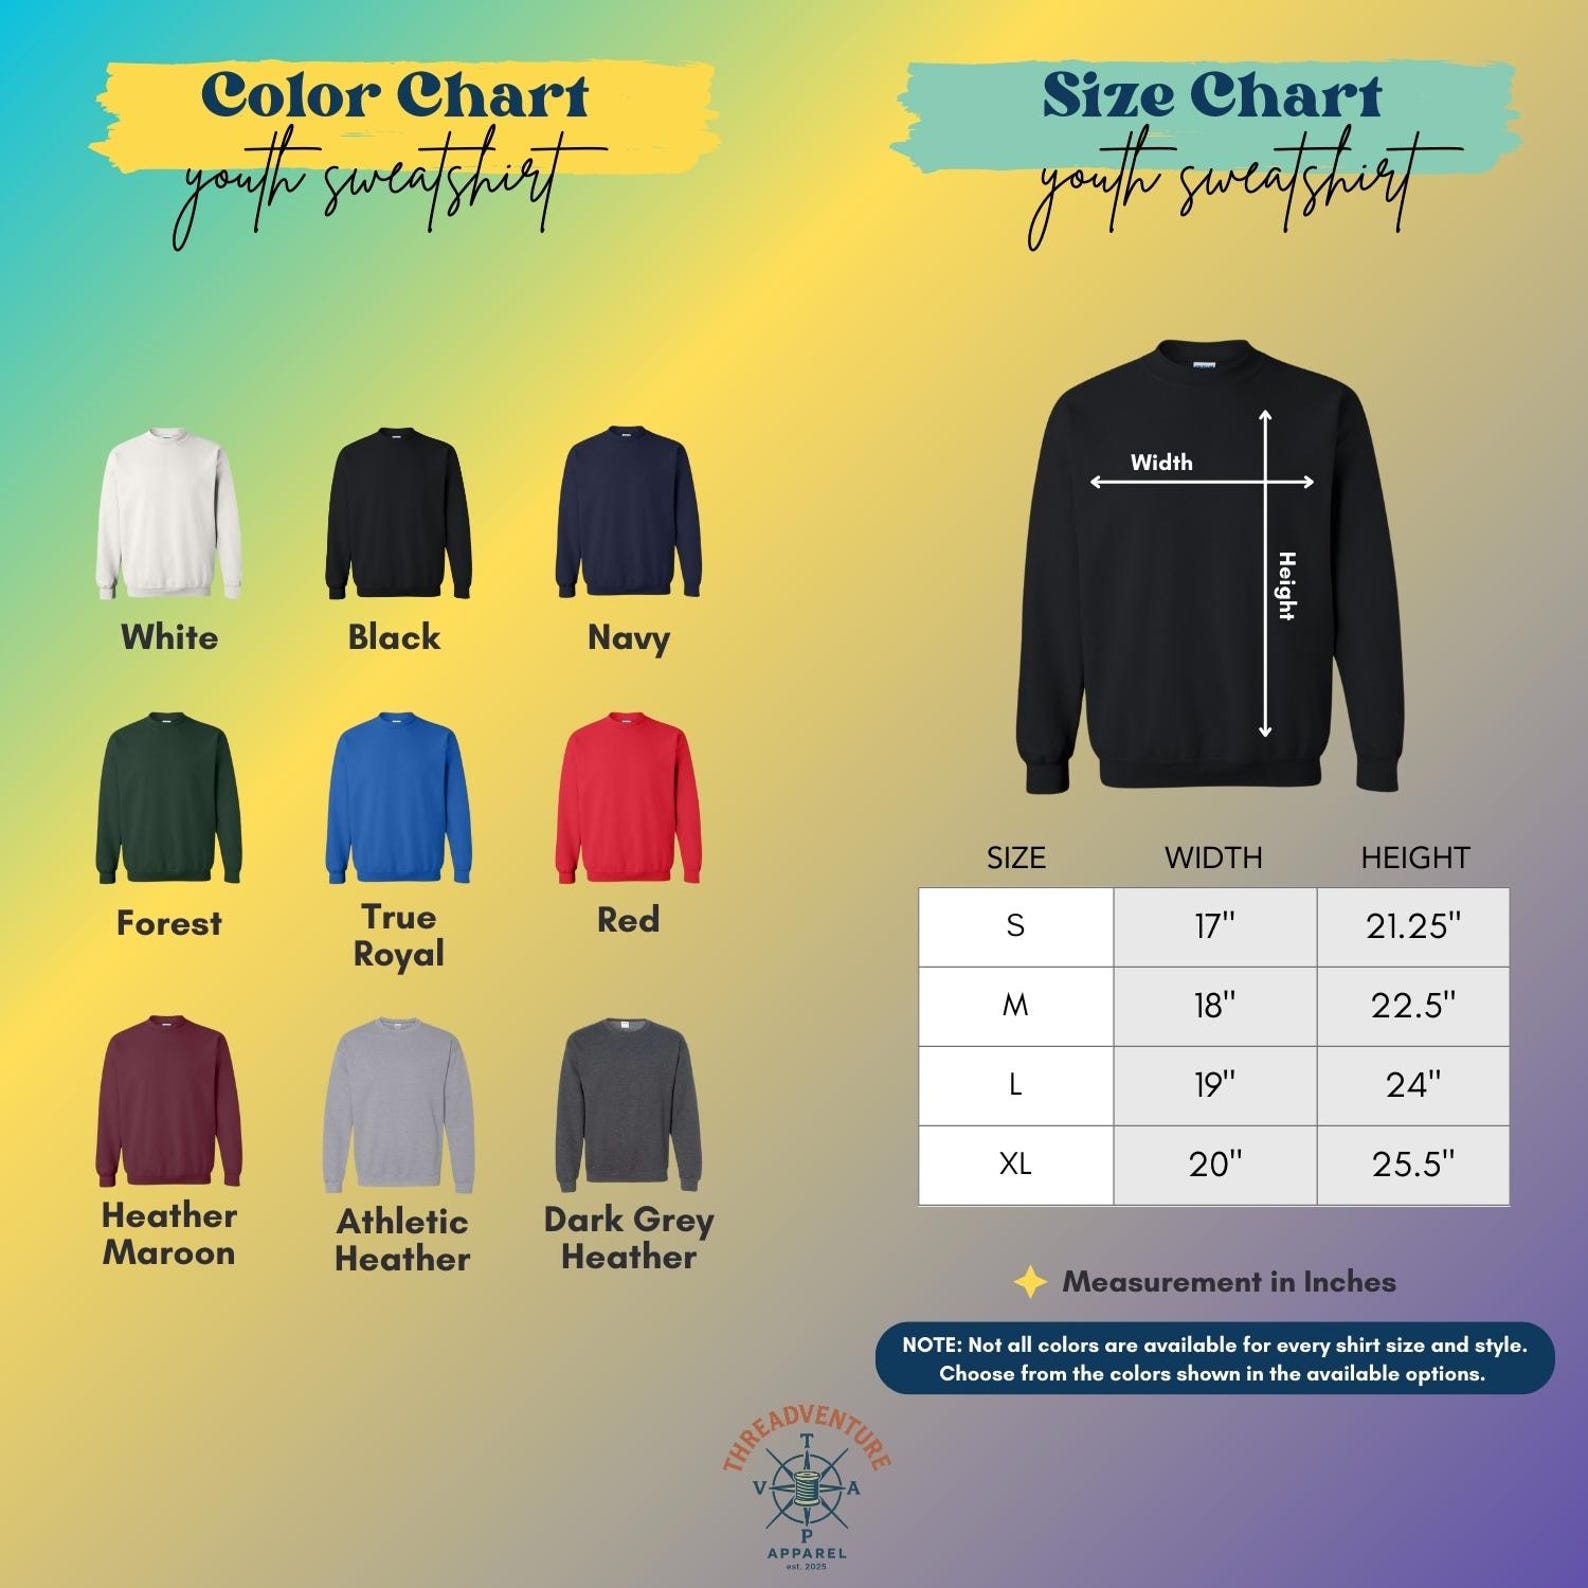 Color Chart
youth sweatshirt
White
Black
Navy
Forest
True
Royal
Red
Heather
Maroon
Athletic
Heather
Dark Grey
Heather
Size Chart
youth sweatshirt
Width
Height
SIZE WIDTH HEIGHT
S 17" 21.25"
M 18" 22.5"
L 19" 24"
XL 20" 25.5"
Measurement in Inches
NOTE: Not all colors are available for every shirt size and style.
Choose from the colors shown in the available options.
THREADVENTURE
T
V A
P
APPAREL
est. 2025